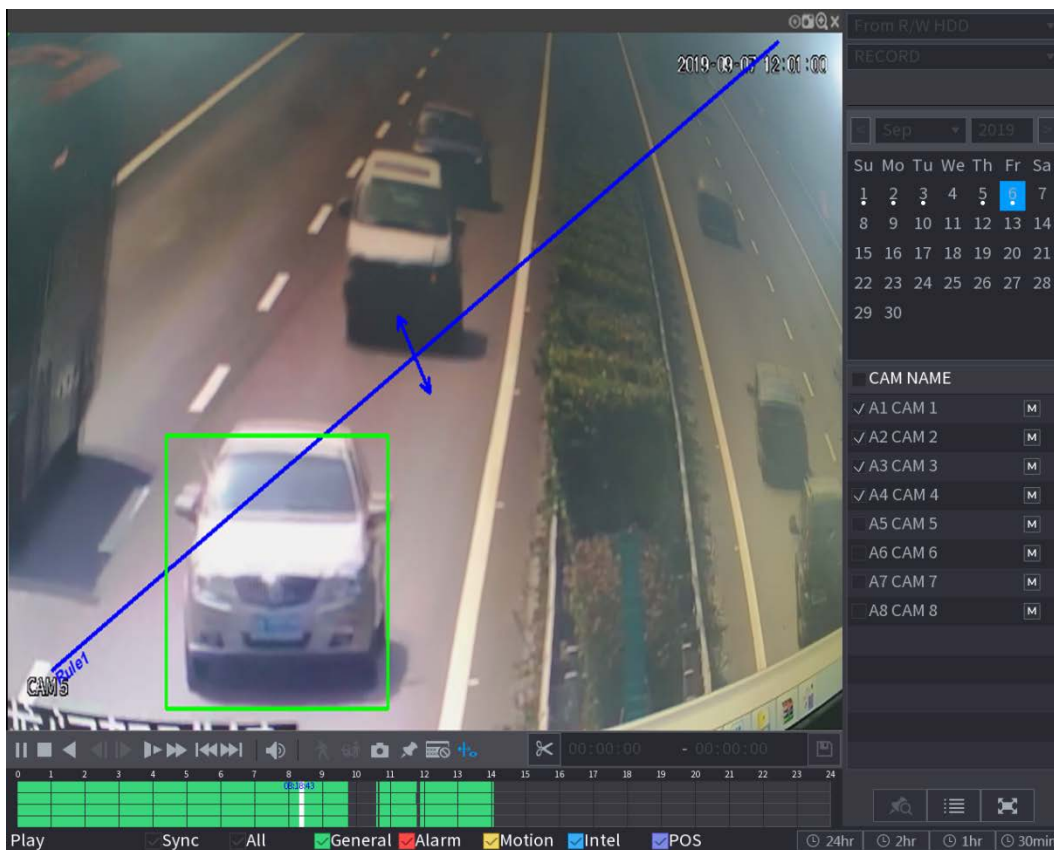 From R/W HDD
RECORD
2019-09-07 12:01:00
Sep 2019
Su Mo Tu We Th Fr Sa
1 2 3 4 5 6 7
8 9 10 11 12 13 14
15 16 17 18 19 20 21
22 23 24 25 26 27 28
29 30
CAM NAME
A1 CAM 1 M
A2 CAM 2 M
A3 CAM 3 M
A4 CAM 4 M
A5 CAM 5 M
A6 CAM 6 M
A7 CAM 7 M
A8 CAM 8 M
Rule1
CAM 5
00:00:00 - 00:00:00
0 1 2 3 4 5 6 7 8 9 10 11 12 13 14 15 16 17 18 19 20 21 22 23 24
08:18:43
Play Sync All General Alarm Motion Intel POS 24hr 2hr 1hr 30min